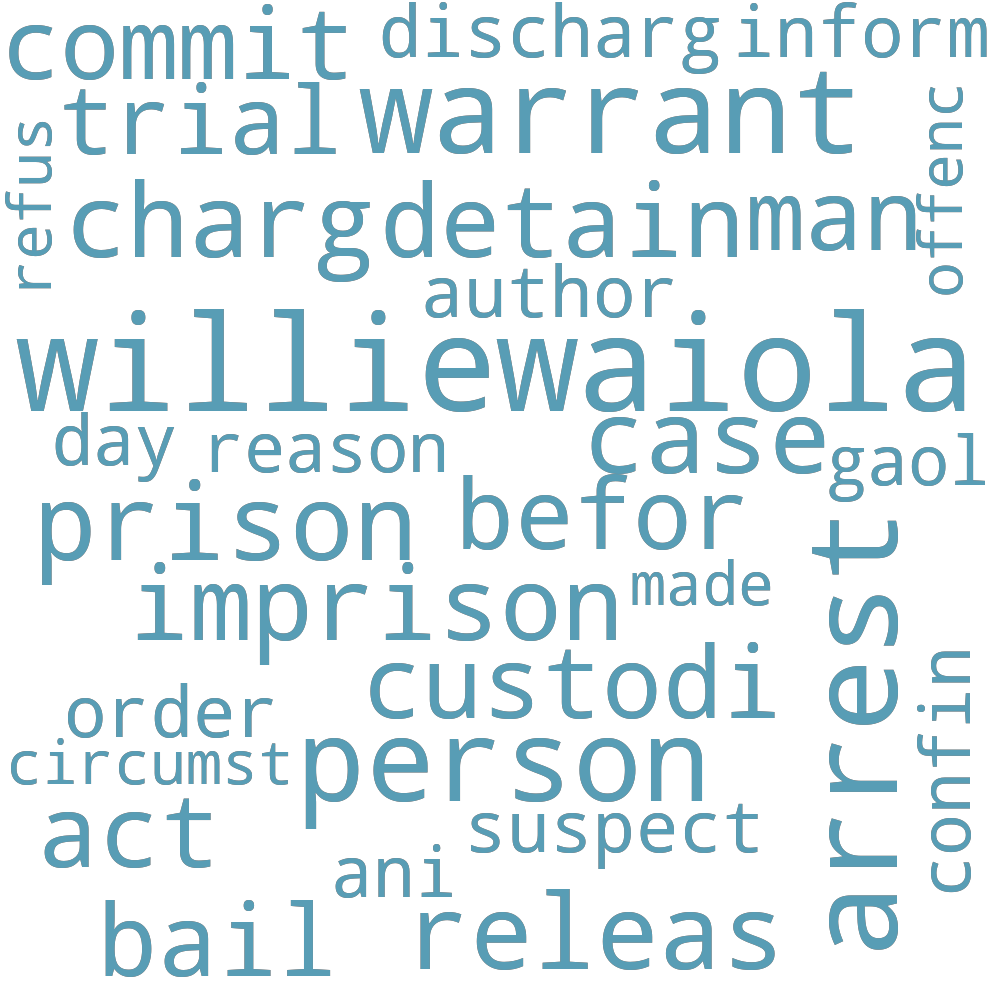 commit discharg inform
trial warrant
refus
offenc
charg detain man
author
williewaiola
day reason case gaol
prison befor
arrest
imprison made
custodi
confin
order
circumst person
act suspect
ani
bail releas